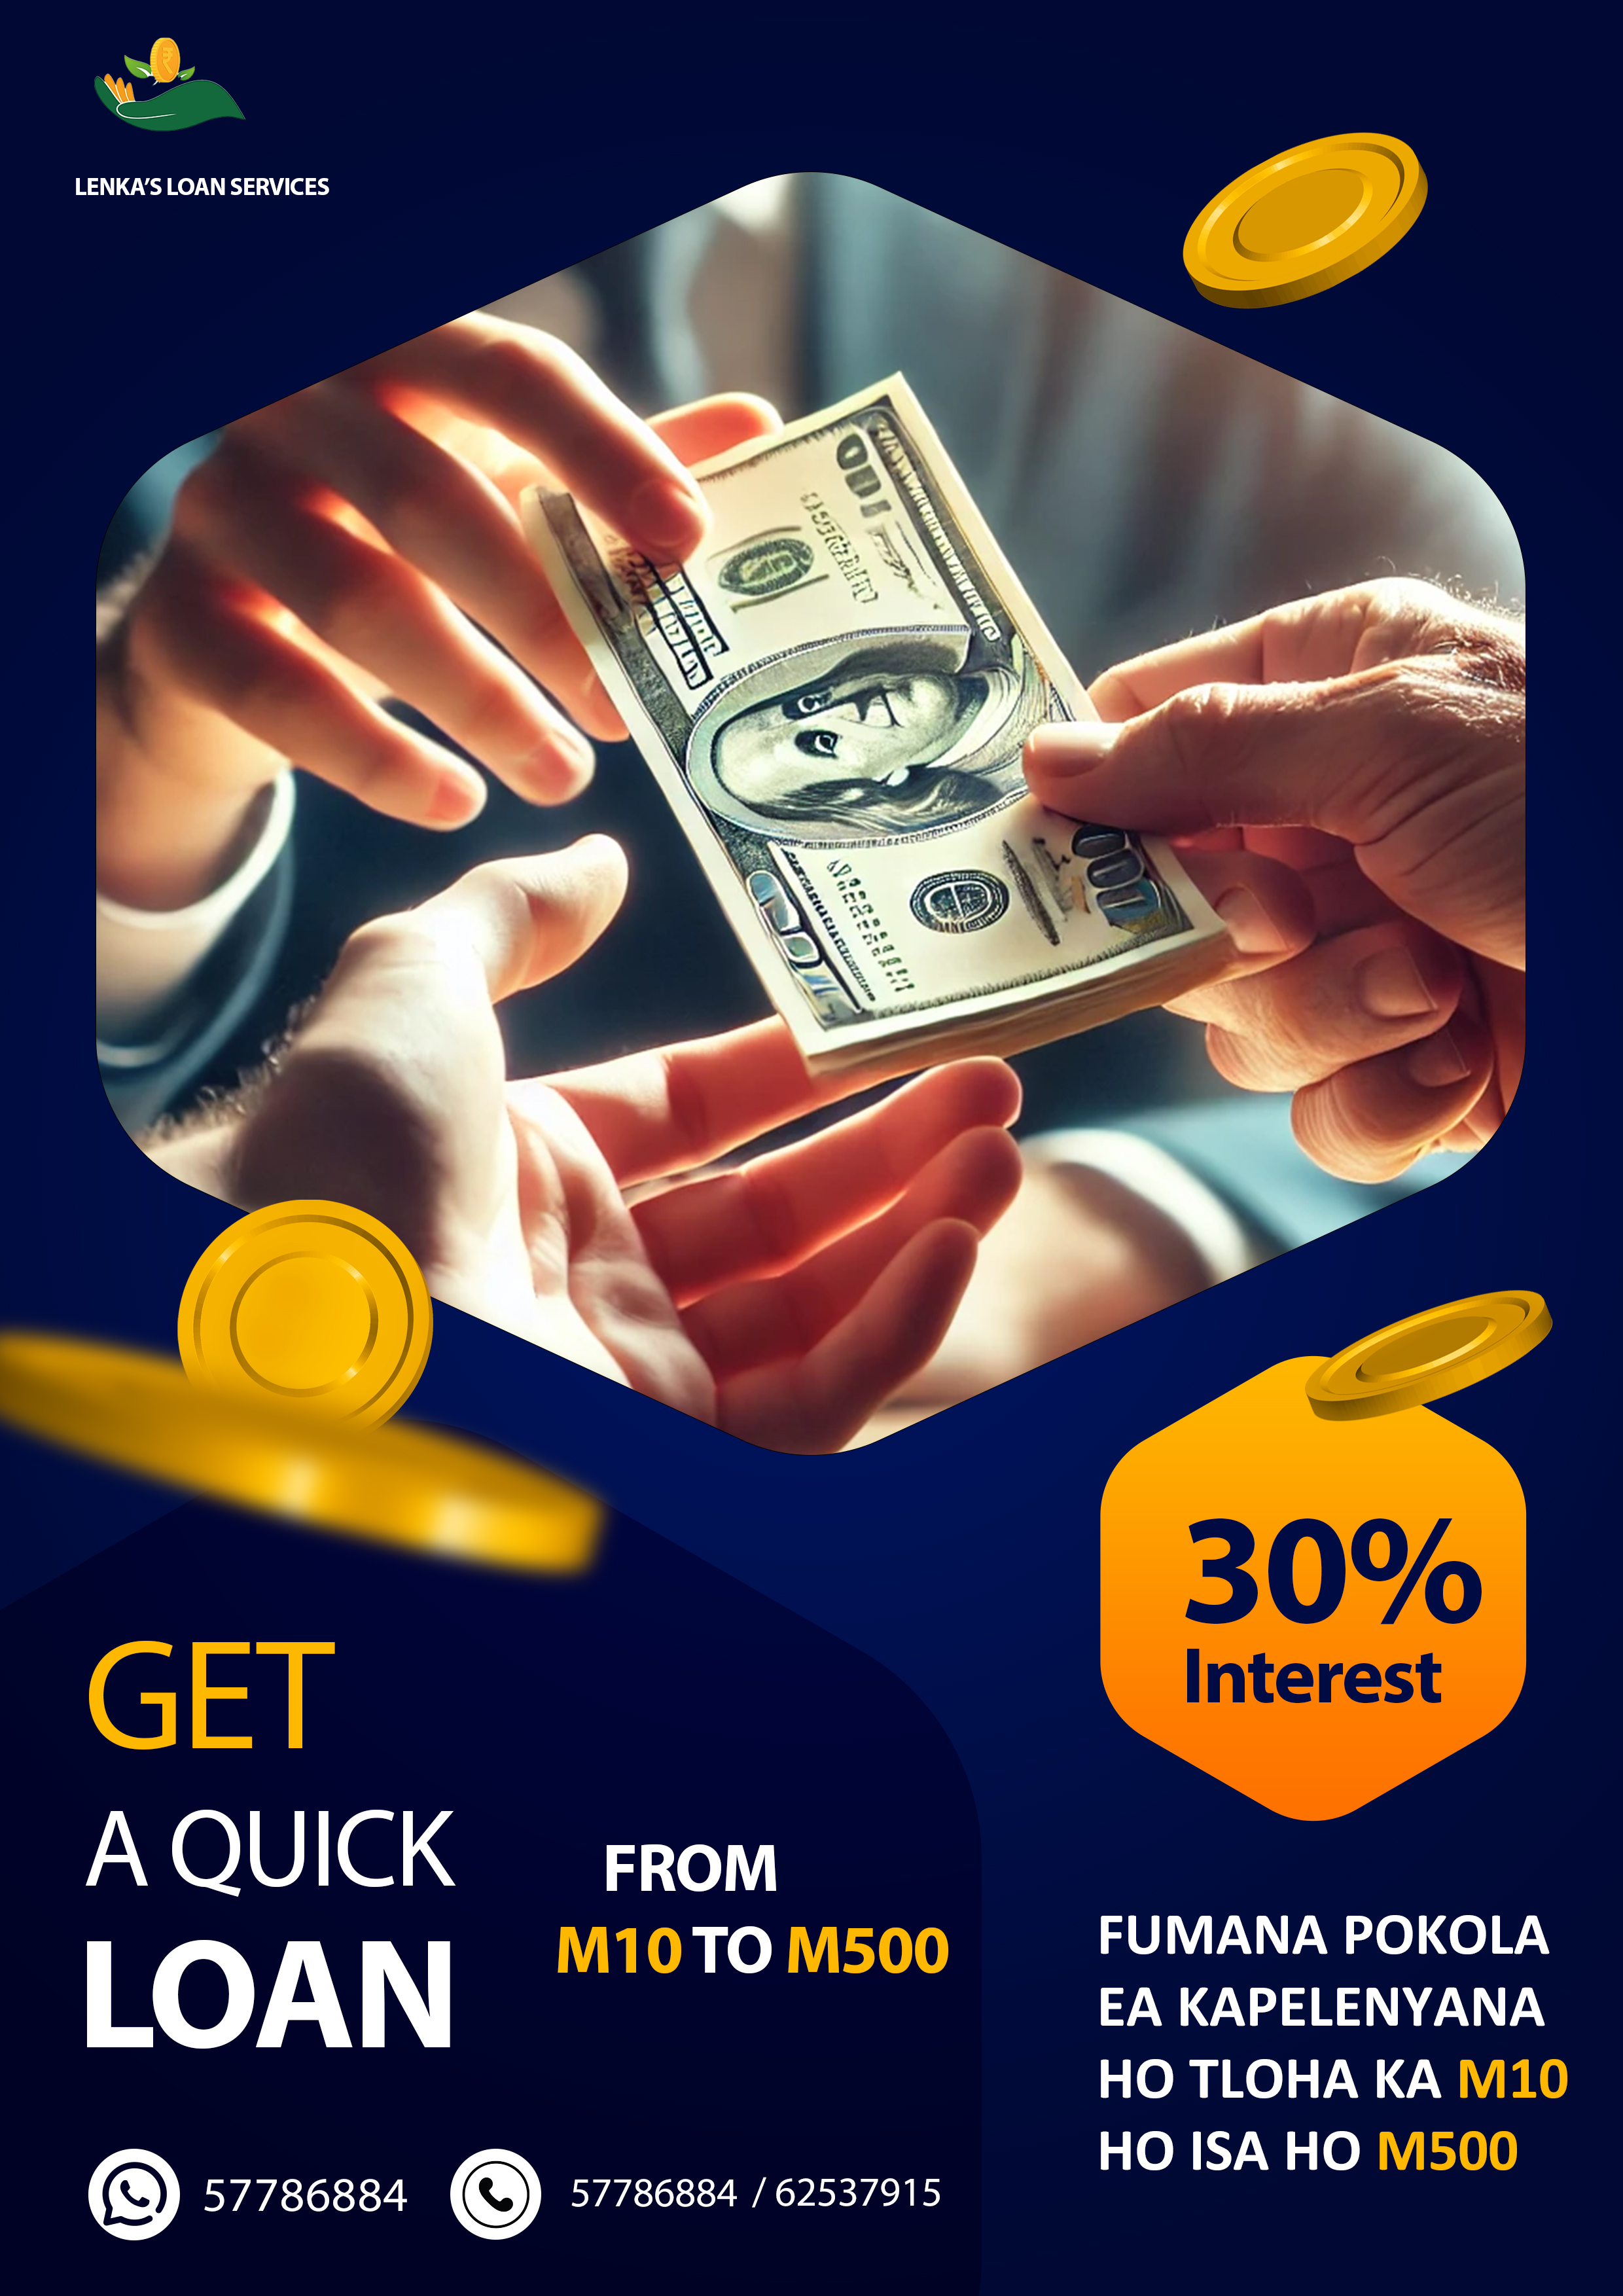 LENKA'S LOAN SERVICES
30%
Interest
GET
A QUICK
LOAN
FROM
M10 TO M500
FUMANA POKOLA
EA KAPELENYANA
HO TLOHA KA M10
HO ISA HO M500
57786884
57786884 / 62537915